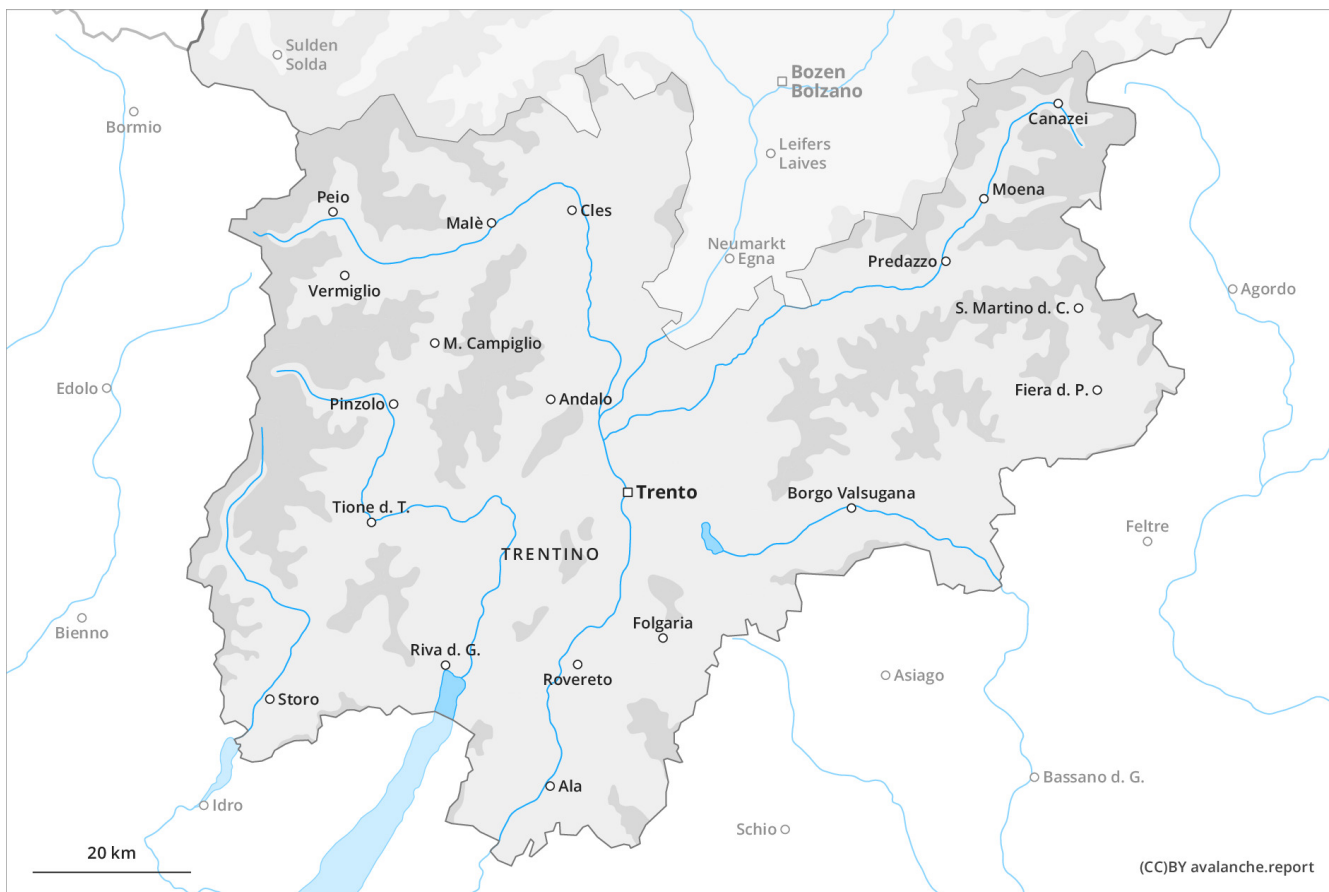 Sulden
Solda
Bozen
Bolzano
Bormio
Canazei
Leifers
Laives
Peio
Moena
Malè
Cles
Neumarkt
Egna
Predazzo
Vermiglio
Agordo
S. Martino d. C.
M. Campiglio
Edolo
Fiera d. P.
Andalo
Pinzolo
Trento
Borgo Valsugana
Tione d. T.
Feltre
TRENTINO
Bienno
Folgaria
Riva d. G.
Asiago
Rovereto
Storo
Bassano d. G.
Ala
Idro
Schio
20 km
(CC)BY avalanche.report